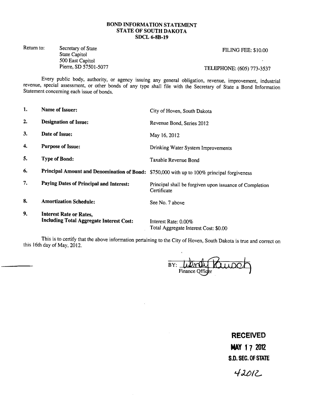 BOND INFORMATION STATEMENT
STATE OF SOUTH DAKOTA
SDCL 6-8B-19
Return to: Secretary of State FILING FEE: $10.00
State Capitol
500 East Capitol
Pierre, SD 57501-5077 TELEPHONE: (605) 773-3537
Every public body, authority, or agency issuing any general obligation, revenue, improvement, industrial
revenue, special assessment, or other bonds of any type shall file with the Secretary of State a Bond Information
Statement concerning each issue of bonds.
1. Name of Issuer: City of Hoven, South Dakota
2. Designation of Issue: Revenue Bond, Series 2012
3. Date of Issue: May 16, 2012
4. Purpose of Issue: Drinking Water System Improvements
5. Type of Bond: Taxable Revenue Bond
6. Principal Amount and Denomination of Bond: $750,000 with up to 100% principal forgiveness
7. Paying Dates of Principal and Interest: Principal shall be forgiven upon issuance of Completion
Certificate
8. Amortization Schedule: See No. 7 above
9. Interest Rate or Rates,
Including Total Aggregate Interest Cost: Interest Rate: 0.00%
Total Aggregate Interest Cost: $0.00
This is to certify that the above information pertaining to the City of Hoven, South Dakota is true and correct on
this 16th day of May, 2012.
BY:
Finance Officer
RECEIVED
MAY 17 2012
S.D. SEC. OF STATE
42012